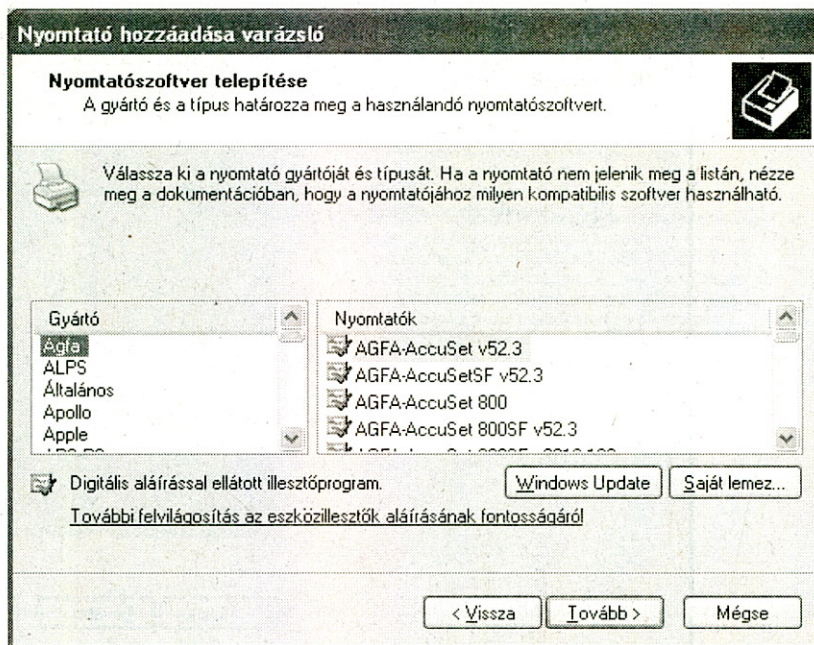 Nyomtató hozzáadása varázsló
Nyomtatószoftver telepítése
A gyártó és a típus határozza meg a használandó nyomtatószoftvert.
Válassza ki a nyomtató gyártóját és típusát. Ha a nyomtató nem jelenik meg a listán, nézze
meg a dokumentációban, hogy a nyomtatójához milyen kompatibilis szoftver használható.
Gyártó
Agfa
ALPS
Általános
Apollo
Apple
Nyomtatók
AGFA-AccuSet v52.3
AGFA-AccuSetSF v52.3
AGFA-AccuSet 800
AGFA-AccuSet 800SF v52.3
Digitális aláírással ellátott illesztőprogram.
Windows Update
Saját lemez...
További felvilágosítás az eszközillesztők aláírásának fontosságáról
< Vissza
Tovább >
Mégse